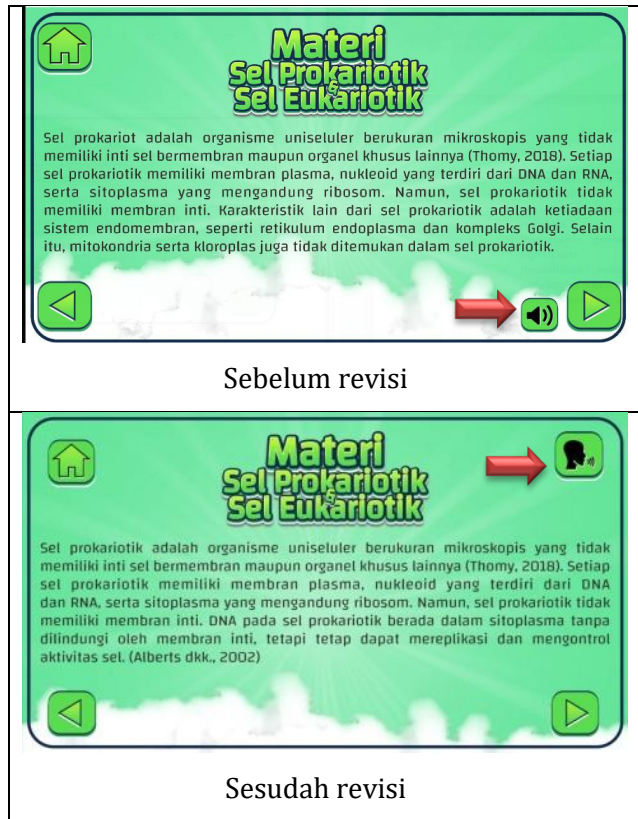 Materi
Sel Prokariotik
&
Sel Eukariotik
Sel prokariot adalah organisme uniseluler berukuran mikroskopis yang tidak
memiliki inti sel bermembran maupun organel khusus lainnya (Thomy, 2018). Setiap
sel prokariotik memiliki membran plasma, nukleoid yang terdiri dari DNA dan RNA,
serta sitoplasma yang mengandung ribosom. Namun, sel prokariotik tidak
memiliki membran inti. Karakteristik lain dari sel prokariotik adalah ketiadaan
sistem endomembran, seperti retikulum endoplasma dan kompleks Golgi. Selain
itu, mitokondria serta kloroplas juga tidak ditemukan dalam sel prokariotik.
Sebelum revisi
Materi
Sel Prokariotik
&
Sel Eukariotik
Sel prokariotik adalah organisme uniseluler berukuran mikroskopis yang tidak
memiliki inti sel bermembran maupun organel khusus lainnya (Thomy, 2018). Setiap
sel prokariotik memiliki membran plasma, nukleoid yang terdiri dari DNA
dan RNA, serta sitoplasma yang mengandung ribosom. Namun, sel prokariotik tidak
memiliki membran inti. DNA pada sel prokariotik berada dalam sitoplasma tanpa
dilindungi oleh membran inti, tetapi tetap dapat mereplikasi dan mengontrol
aktivitas sel. (Alberts dkk., 2002)
Sesudah revisi